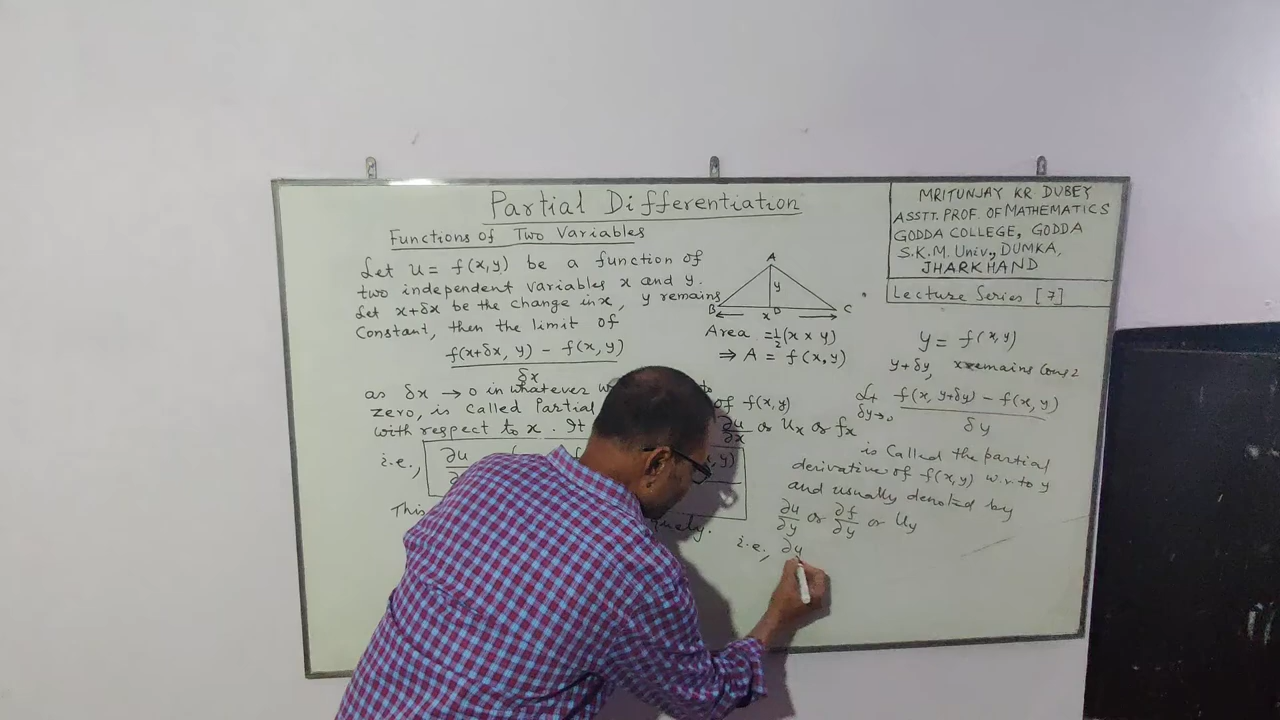 Partial Differentiation
Functions of Two Variables
Let u = f(x,y) be a function of
two independent variables x and y.
Let x+δx be the change in x, y remains
Constant, then the limit of
f(x+δx, y) − f(x,y)
δx
as δx → 0 in whatever
to
zero, is called Partial
of f(x,y)
with respect to x. It
∂u/∂x or Ux or fx
i.e., ∂u
x,y)
This
A
y
B
D
C
x
Area = 1/2 (x × y)
⇒ A = f(x,y)
MRITUNJAY KR DUBEY
ASSTT. PROF. OF MATHEMATICS
GODDA COLLEGE, GODDA
S.K.M. Univ., DUMKA,
JHARKHAND
Lecture Series [7]
y = f(x,y)
y+δy, x remains Cons
Lt δy→0 f(x, y+δy) − f(x,y)
δy
is Called the partial
derivative of f(x,y) w.r. to y
and usually denoted by
∂u/∂y or ∂f/∂y or Uy
i.e., ∂u